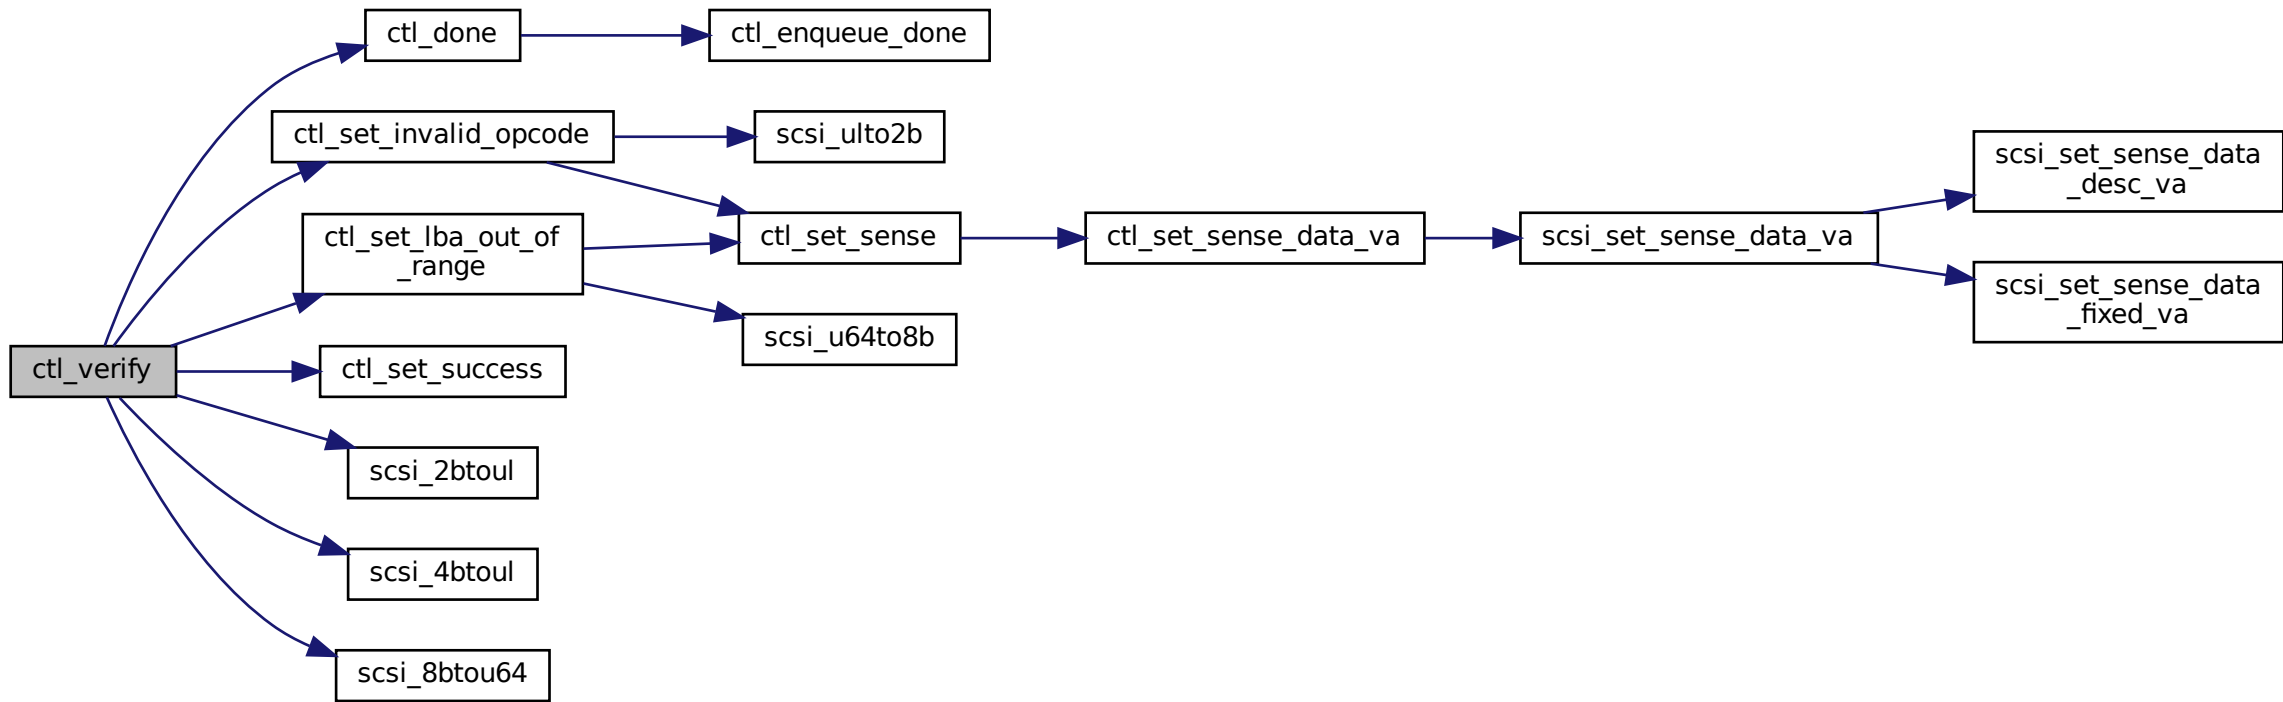 ctl_done
ctl_enqueue_done
ctl_set_invalid_opcode
scsi_ulto2b
scsi_set_sense_data
_desc_va
ctl_set_lba_out_of
_range
ctl_set_sense
ctl_set_sense_data_va
scsi_set_sense_data_va
scsi_set_sense_data
_fixed_va
scsi_u64to8b
ctl_verify
ctl_set_success
scsi_2btoul
scsi_4btoul
scsi_8btou64